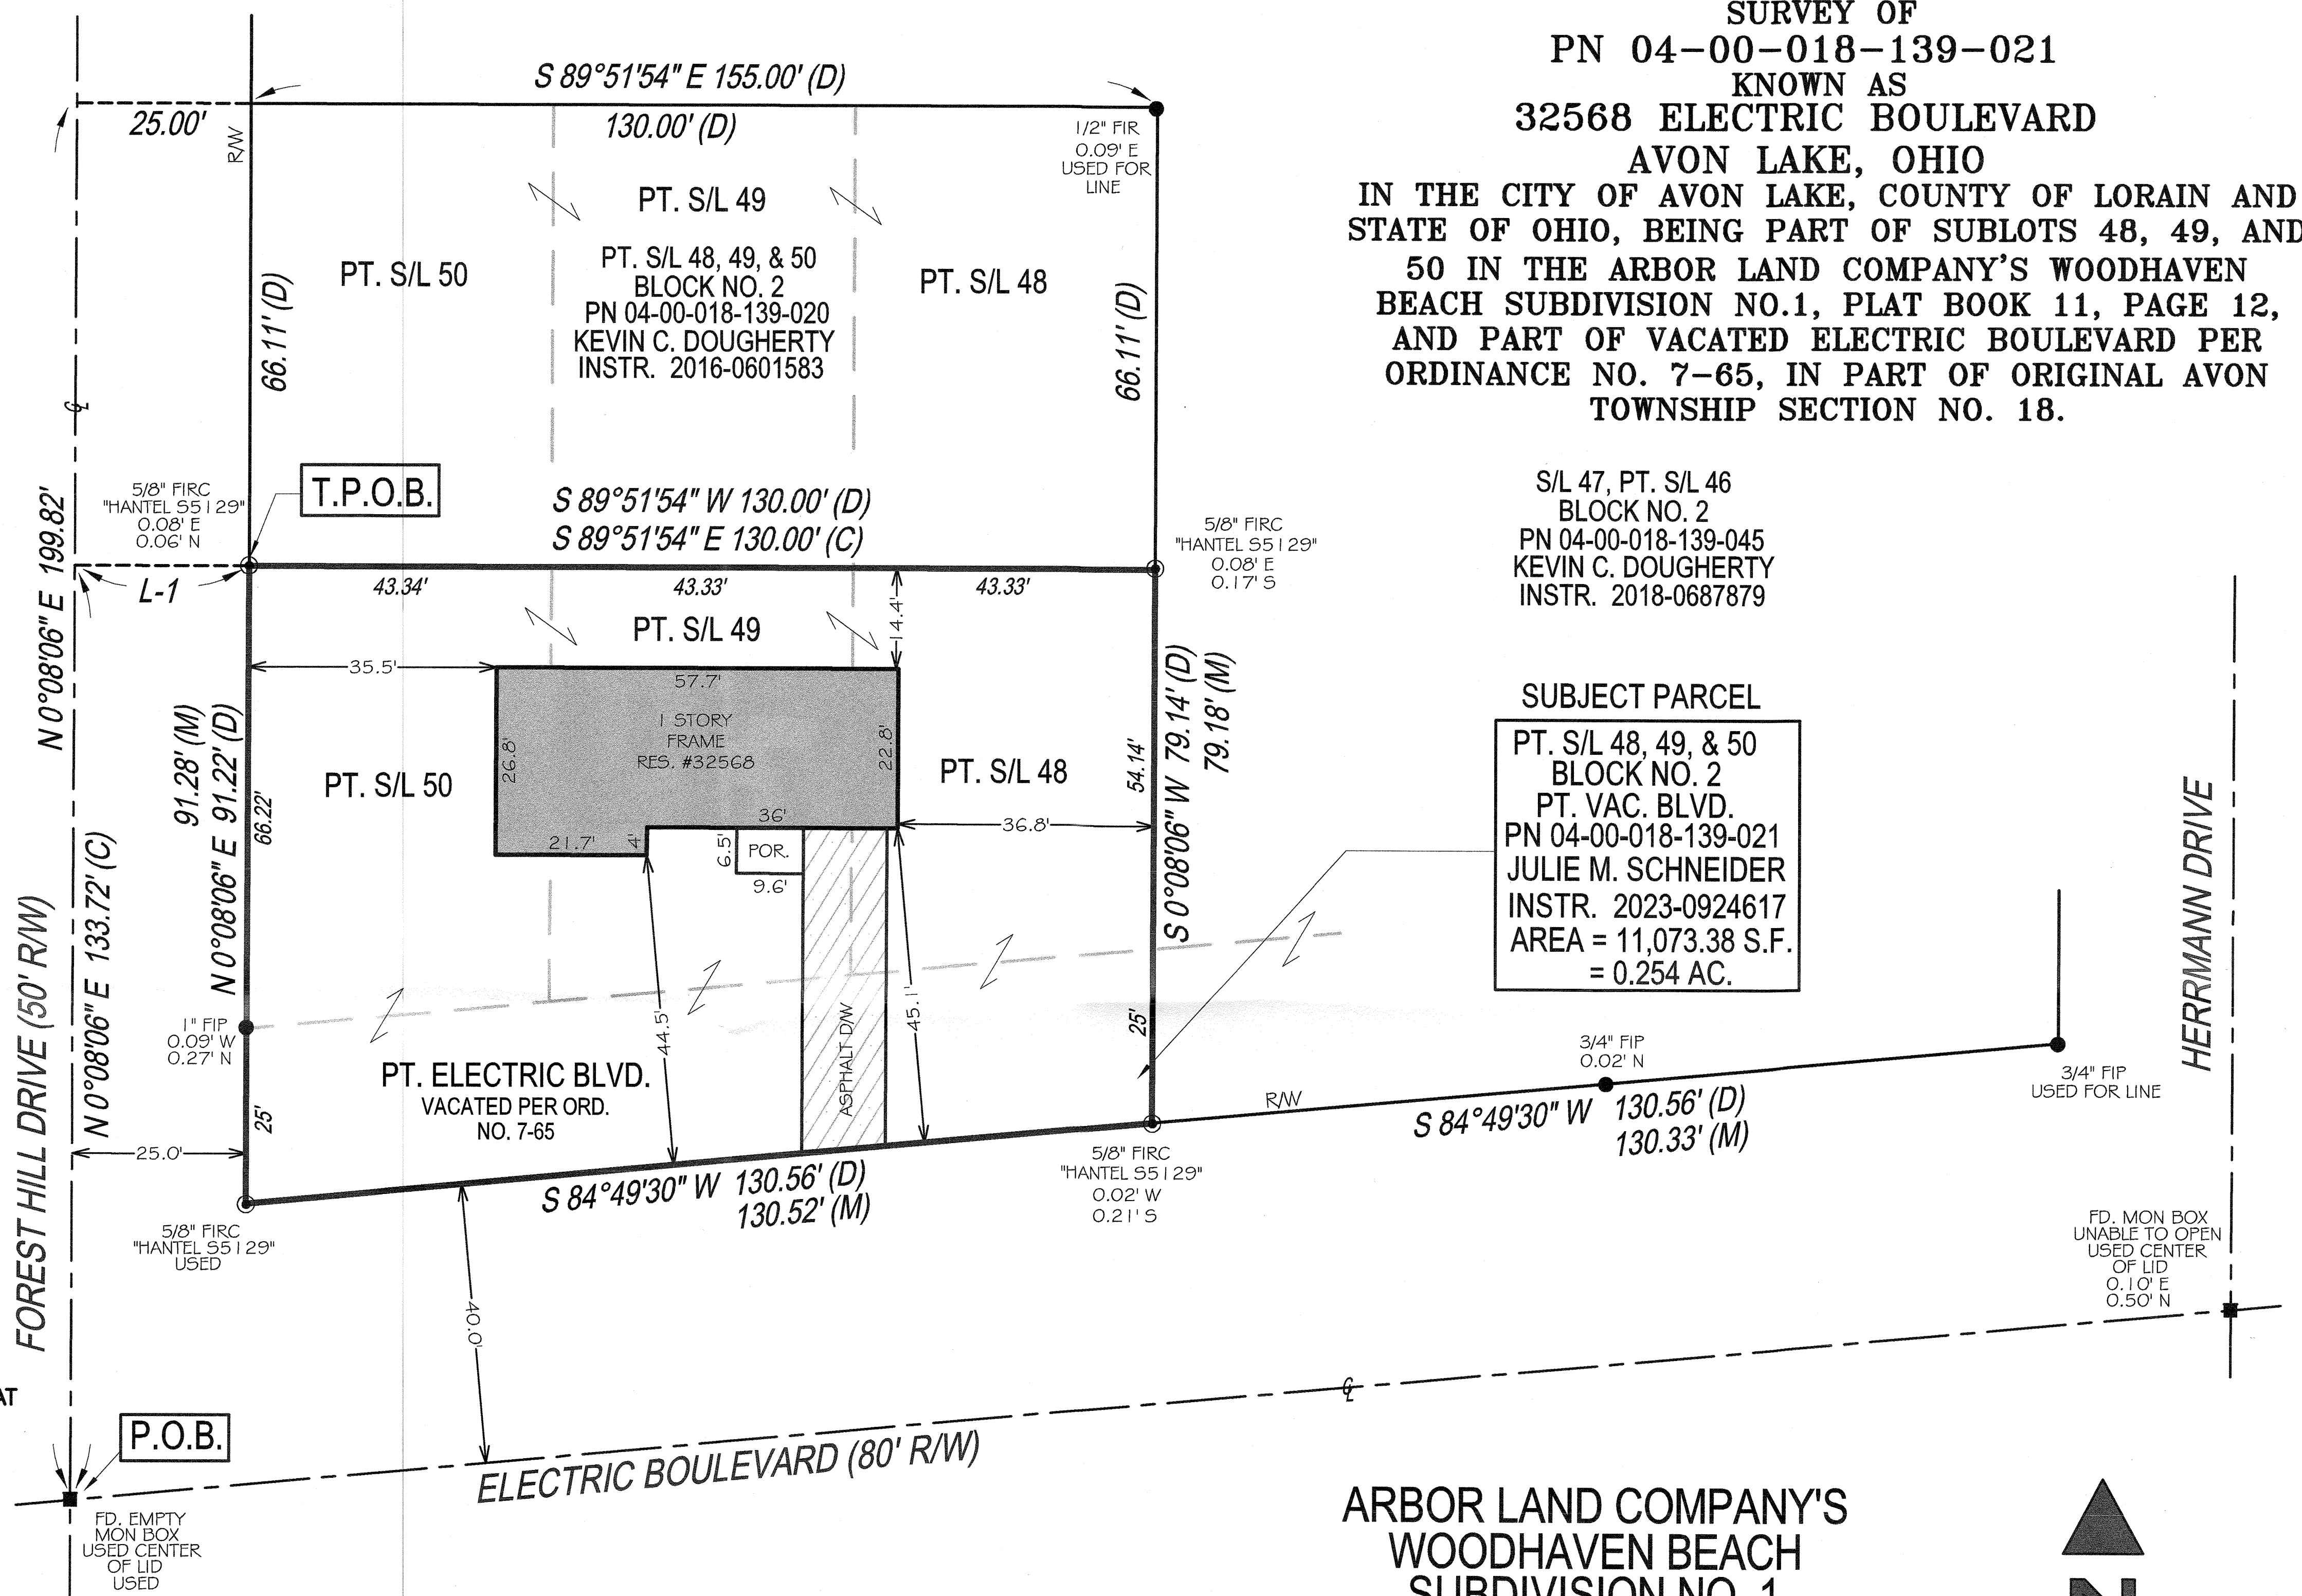 SURVEY OF
PN 04-00-018-139-021
KNOWN AS
32568 ELECTRIC BOULEVARD
AVON LAKE, OHIO
IN THE CITY OF AVON LAKE, COUNTY OF LORAIN AND
STATE OF OHIO, BEING PART OF SUBLOTS 48, 49, AND
50 IN THE ARBOR LAND COMPANY'S WOODHAVEN
BEACH SUBDIVISION NO.1, PLAT BOOK 11, PAGE 12,
AND PART OF VACATED ELECTRIC BOULEVARD PER
ORDINANCE NO. 7-65, IN PART OF ORIGINAL AVON
TOWNSHIP SECTION NO. 18.
S 89°51'54" E 155.00' (D)
25.00'
R/W
130.00' (D)
1/2" FIR
0.09' E
USED FOR
LINE
PT. S/L 50
PT. S/L 49
PT. S/L 48, 49, & 50
BLOCK NO. 2
PN 04-00-018-139-020
KEVIN C. DOUGHERTY
INSTR. 2016-0601583
PT. S/L 48
66.11' (D)
66.11' (D)
℄
N 0°08'06" E 199.82'
5/8" FIRC
"HANTEL S5129"
0.08' E
0.06' N
T.P.O.B.
S 89°51'54" W 130.00' (D)
S 89°51'54" E 130.00' (C)
5/8" FIRC
"HANTEL S5129"
0.08' E
0.17' S
S/L 47, PT. S/L 46
BLOCK NO. 2
PN 04-00-018-139-045
KEVIN C. DOUGHERTY
INSTR. 2018-0687879
L-1
43.34'
43.33'
43.33'
PT. S/L 49
14.4'
35.5'
57.7'
1 STORY
FRAME
RES. #32568
26.8'
22.8'
PT. S/L 50
PT. S/L 48
36'
36.8'
21.7'
4'
6.5'
POR.
9.6'
91.28' (M)
N 0°08'06" E 91.22' (D)
66.22'
54.14'
S 0°08'06" W 79.14' (D)
79.18' (M)
SUBJECT PARCEL
PT. S/L 48, 49, & 50
BLOCK NO. 2
PT. VAC. BLVD.
PN 04-00-018-139-021
JULIE M. SCHNEIDER
INSTR. 2023-0924617
AREA = 11,073.38 S.F.
= 0.254 AC.
HERRMANN DRIVE
FOREST HILL DRIVE (50' R/W)
N 0°08'06" E 133.72' (C)
1" FIP
0.09' W
0.27' N
25'
25.0'
PT. ELECTRIC BLVD.
VACATED PER ORD.
NO. 7-65
44.5'
ASPHALT D/W
45.1'
25'
R/W
3/4" FIP
0.02' N
3/4" FIP
USED FOR LINE
S 84°49'30" W 130.56' (D)
130.33' (M)
5/8" FIRC
"HANTEL S5129"
USED
S 84°49'30" W 130.56' (D)
130.52' (M)
5/8" FIRC
"HANTEL S5129"
0.02' W
0.21' S
FD. MON BOX
UNABLE TO OPEN
USED CENTER
OF LID
0.10' E
0.50' N
40.0'
℄
AT
P.O.B.
ELECTRIC BOULEVARD (80' R/W)
FD. EMPTY
MON BOX
USED CENTER
OF LID
USED
ARBOR LAND COMPANY'S
WOODHAVEN BEACH
SUBDIVISION NO. 1
N